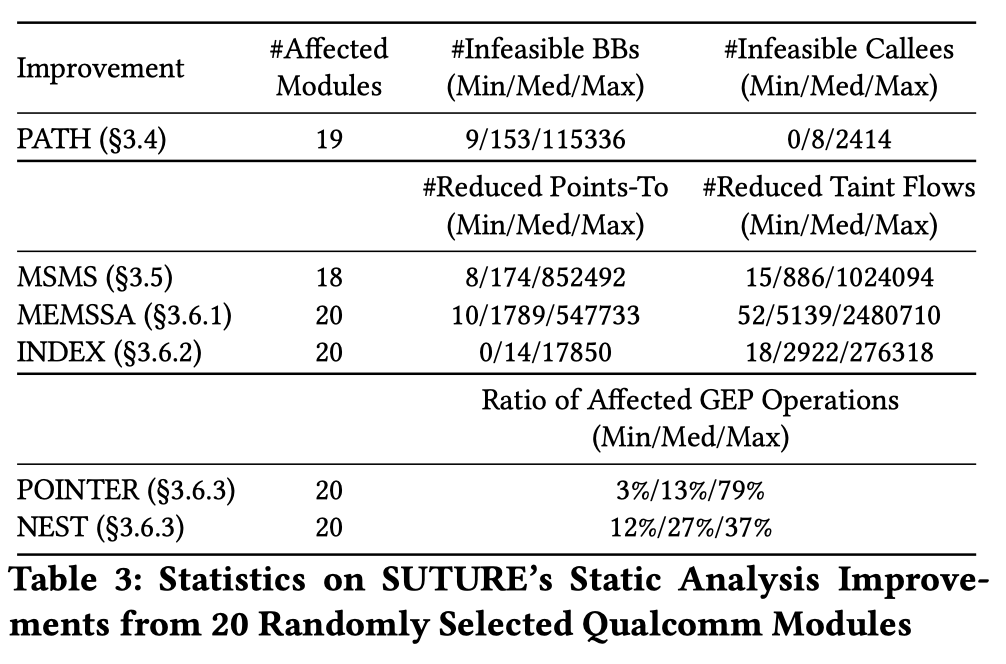 Improvement #Affected Modules #Infeasible BBs (Min/Med/Max) #Infeasible Callees (Min/Med/Max)
PATH (§3.4) 19 9/153/115336 0/8/2414
#Reduced Points-To (Min/Med/Max) #Reduced Taint Flows (Min/Med/Max)
MSMS (§3.5) 18 8/174/852492 15/886/1024094
MEMSSA (§3.6.1) 20 10/1789/547733 52/5139/2480710
INDEX (§3.6.2) 20 0/14/17850 18/2922/276318
Ratio of Affected GEP Operations
(Min/Med/Max)
POINTER (§3.6.3) 20 3%/13%/79%
NEST (§3.6.3) 20 12%/27%/37%
Table 3: Statistics on SUTURE's Static Analysis Improve-
ments from 20 Randomly Selected Qualcomm Modules